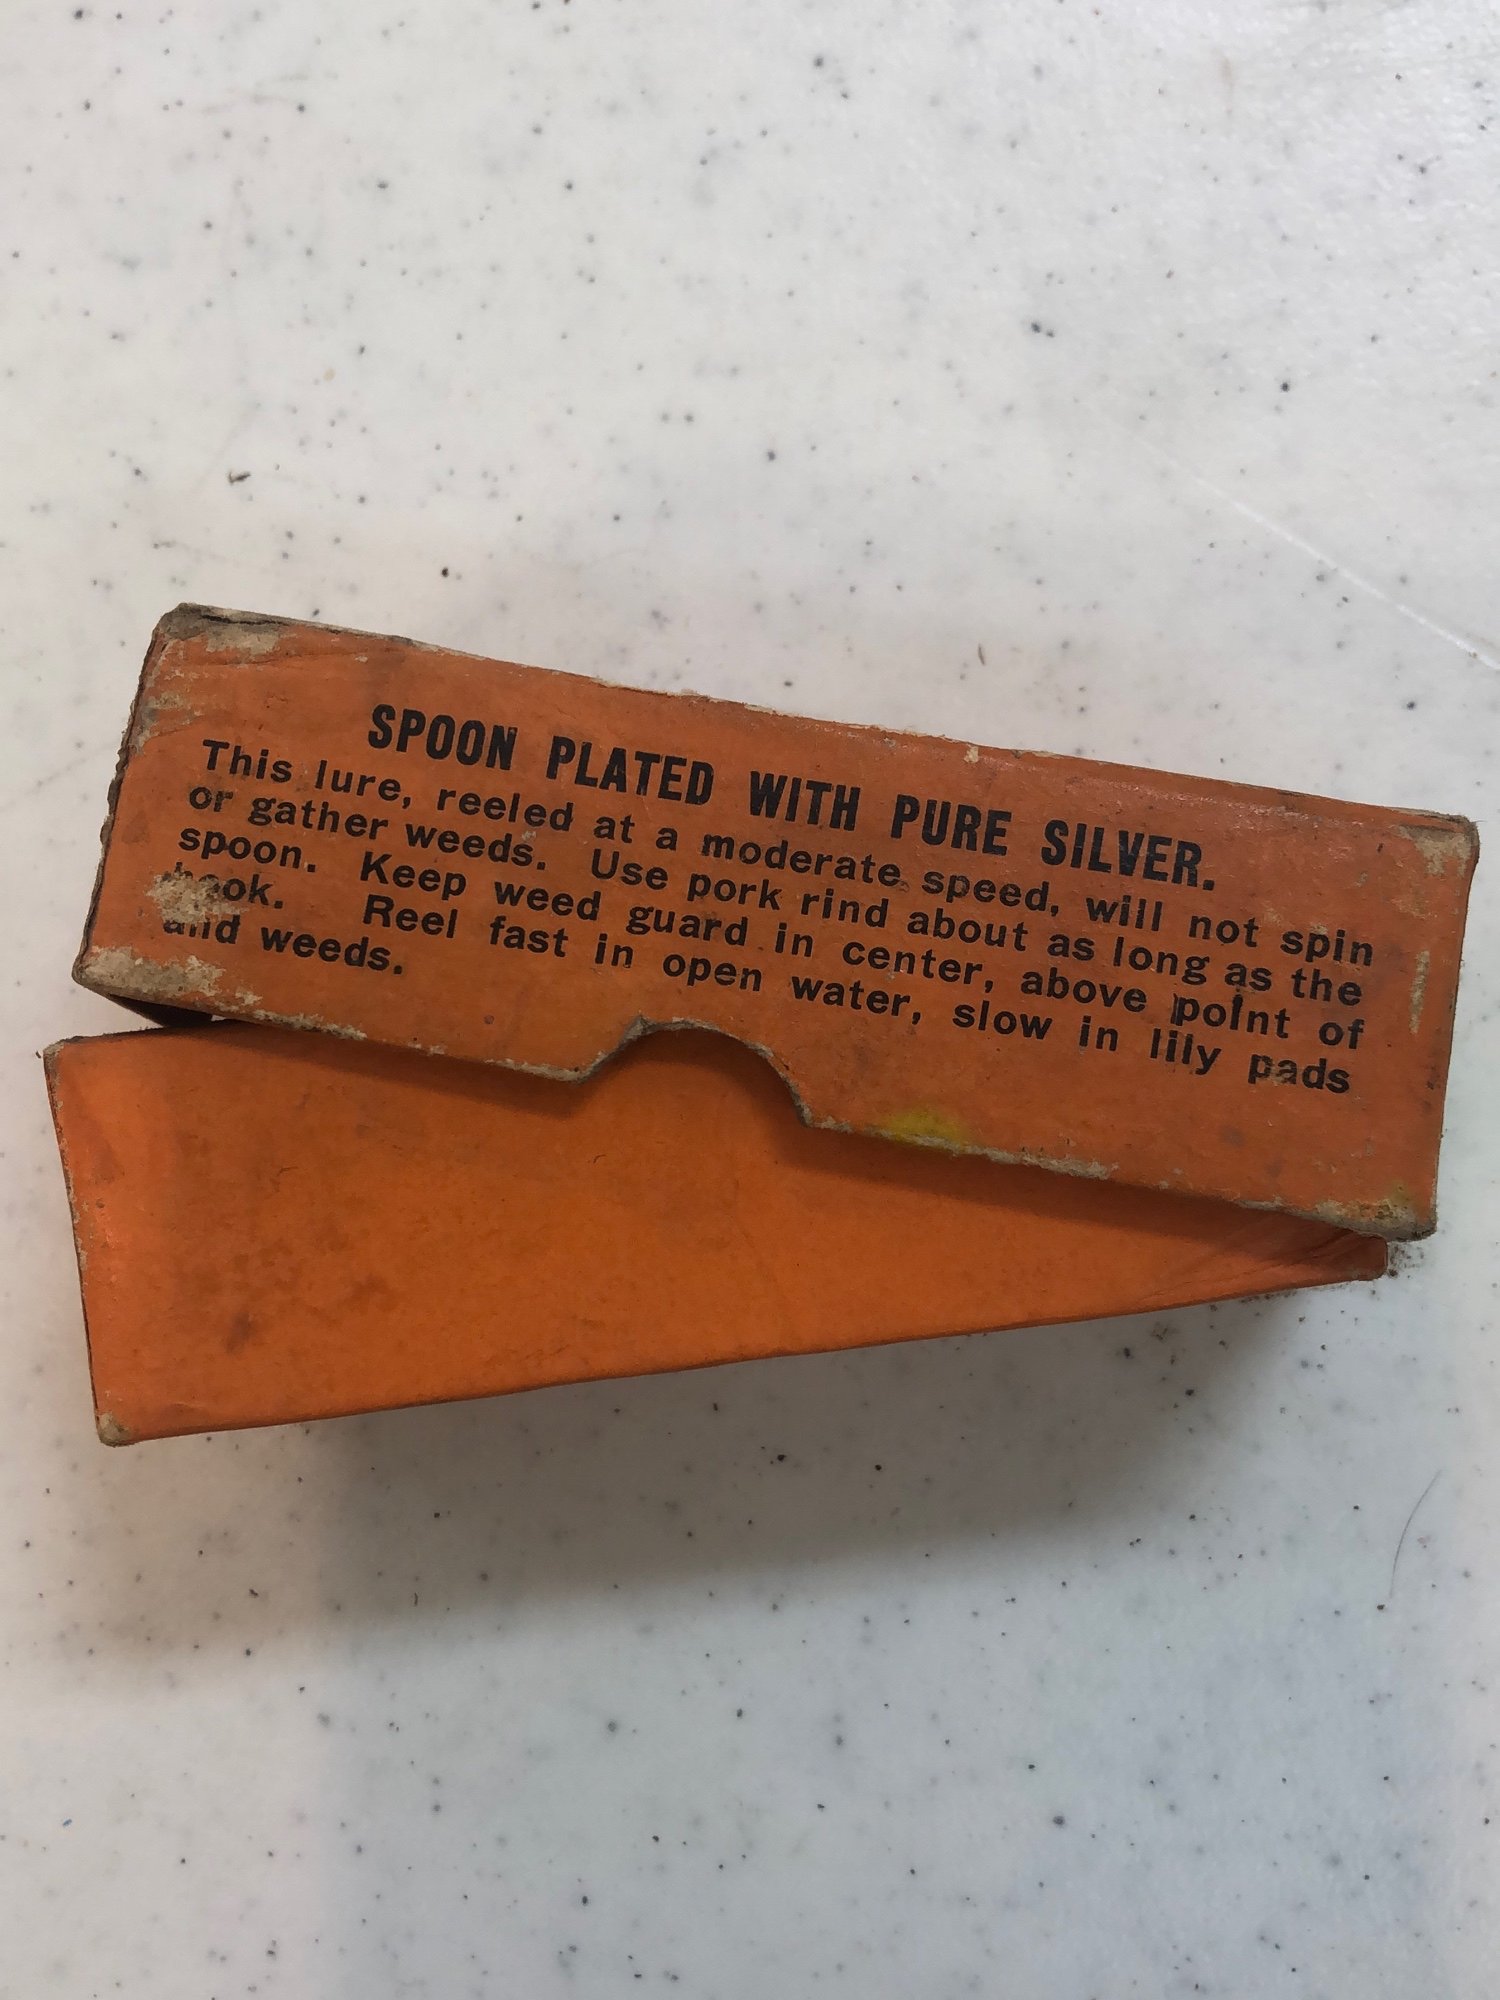 SPOON PLATED WITH PURE SILVER.
This lure, reeled at a moderate speed, will not spin
or gather weeds. Use pork rind about as long as the
spoon. Keep weed guard in center, above point of
hook. Reel fast in open water, slow in lily pads
and weeds.